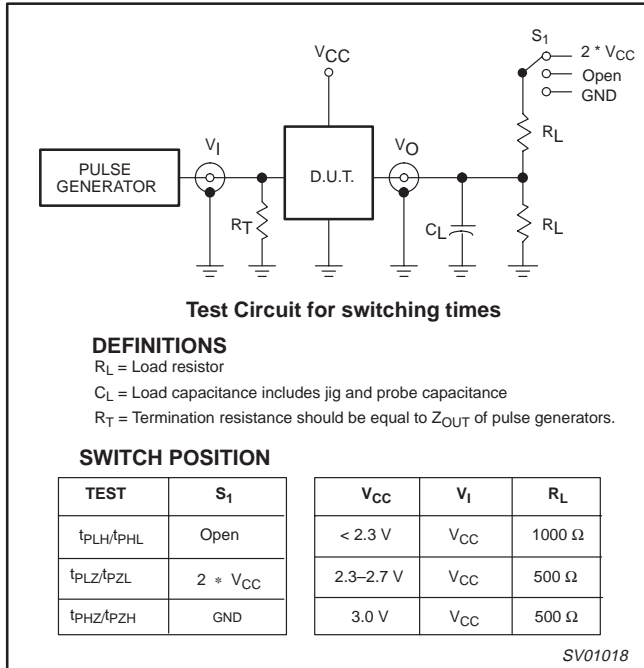 S1
2 * VCC
Open
GND
VCC
RL
VI
VO
PULSE
GENERATOR
D.U.T.
RT
CL
RL
Test Circuit for switching times
DEFINITIONS
RL = Load resistor
CL = Load capacitance includes jig and probe capacitance
RT = Termination resistance should be equal to ZOUT of pulse generators.
SWITCH POSITION
TEST S1
tPLH/tPHL Open
tPLZ/tPZL 2 * VCC
tPHZ/tPZH GND
VCC VI RL
< 2.3 V VCC 1000 Ω
2.3–2.7 V VCC 500 Ω
3.0 V VCC 500 Ω
SV01018